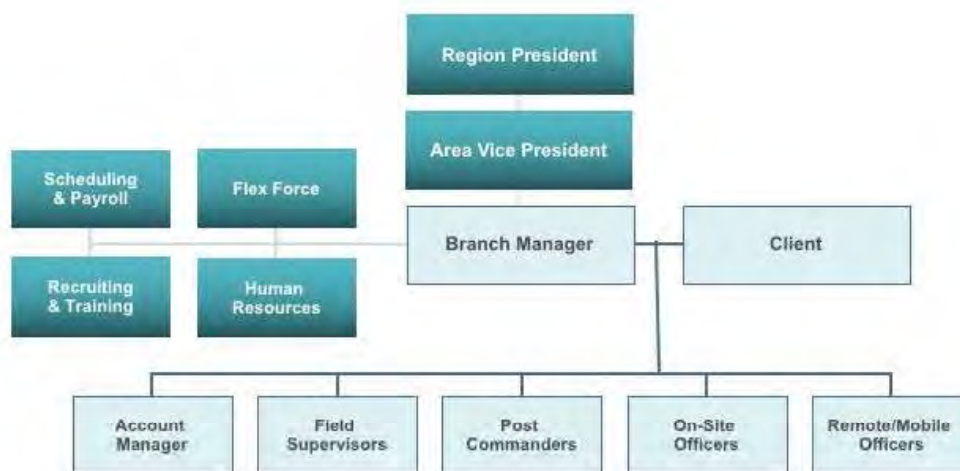 Region President
Area Vice President
Scheduling
& Payroll
Flex Force
Branch Manager
Client
Recruiting
& Training
Human
Resources
Account
Manager
Field
Supervisors
Post
Commanders
On-Site
Officers
Remote/Mobile
Officers